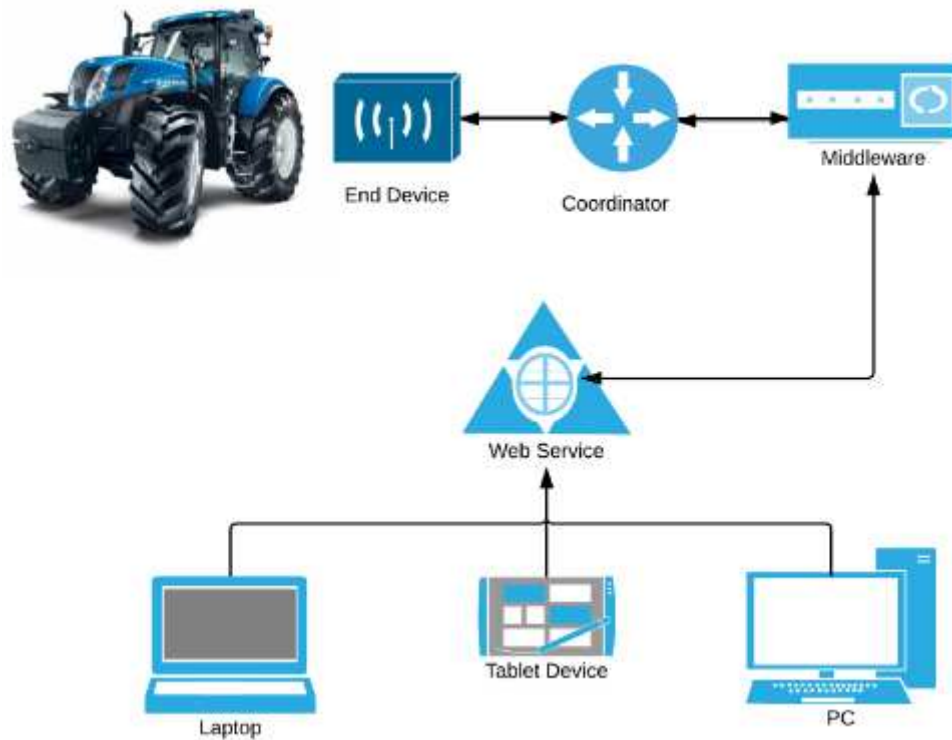 End Device
Coordinator
Middleware
Web Service
Laptop
Tablet Device
PC